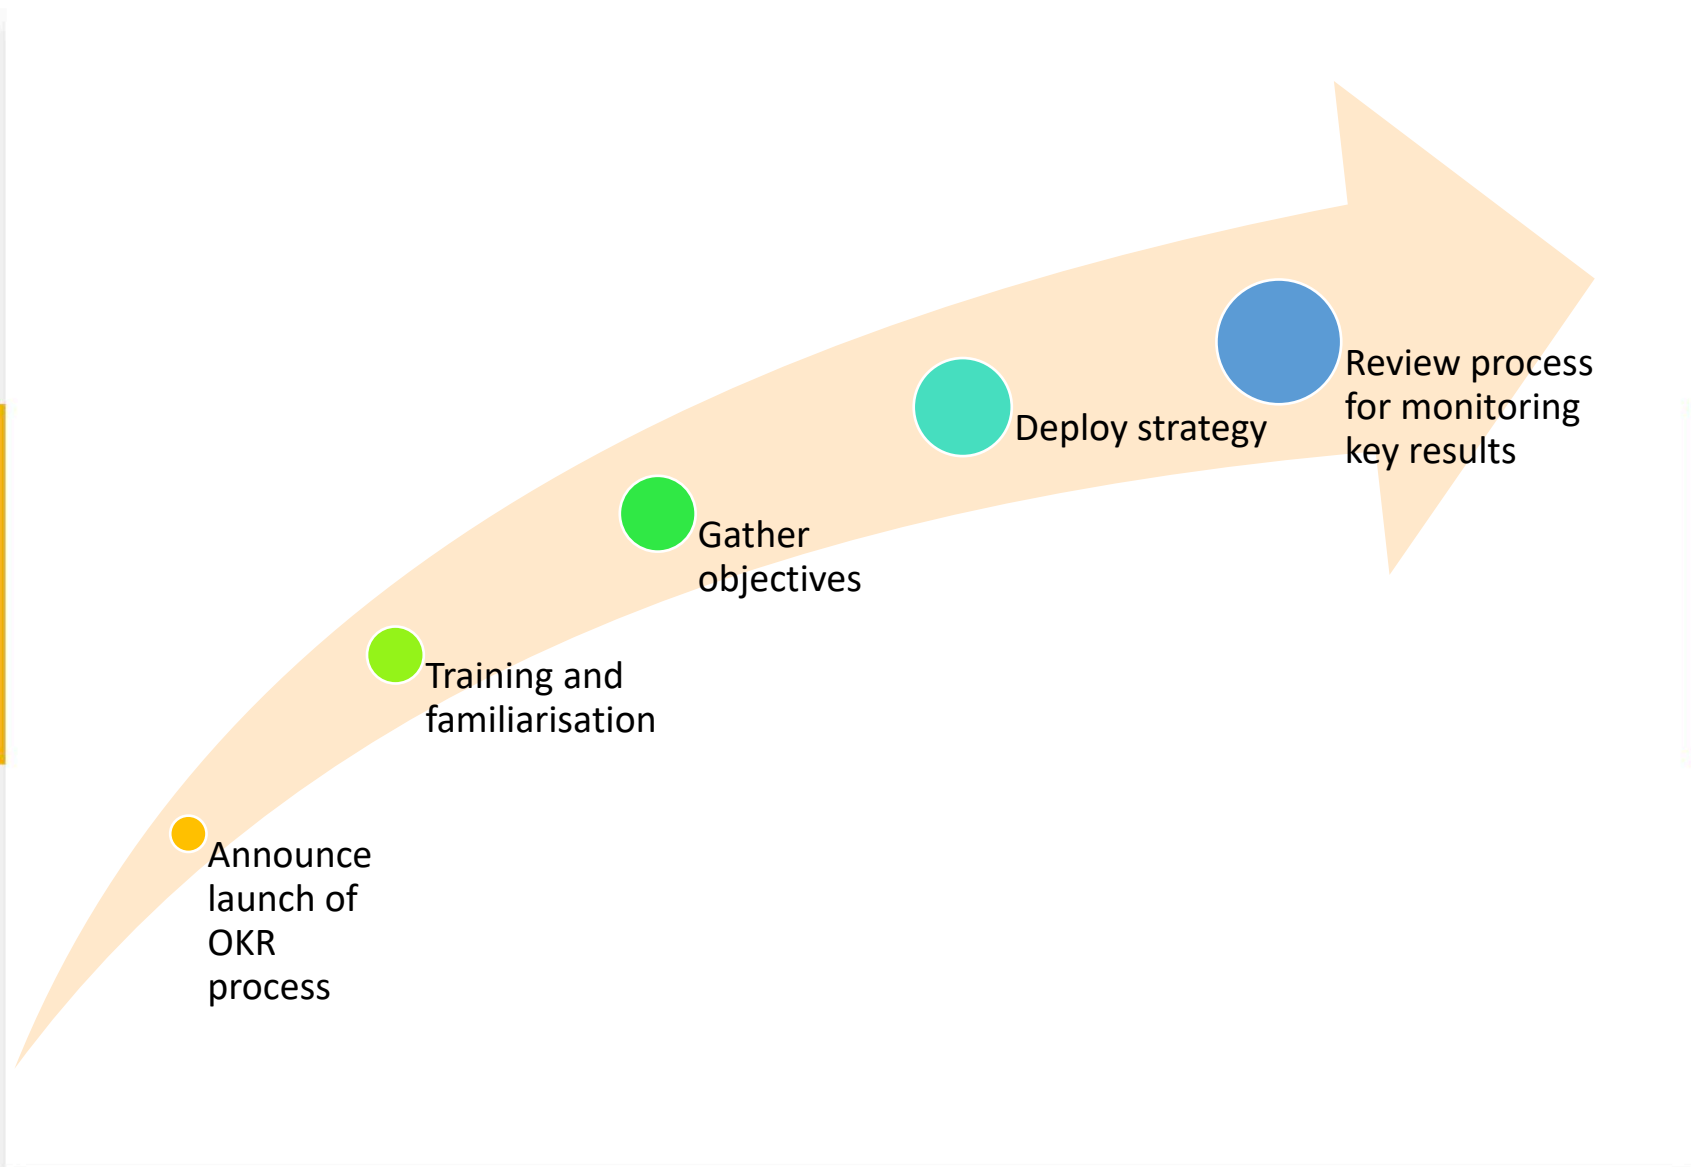 Announce
launch of
OKR
process
Training and
familiarisation
Gather
objectives
Deploy strategy
Review process
for monitoring
key results